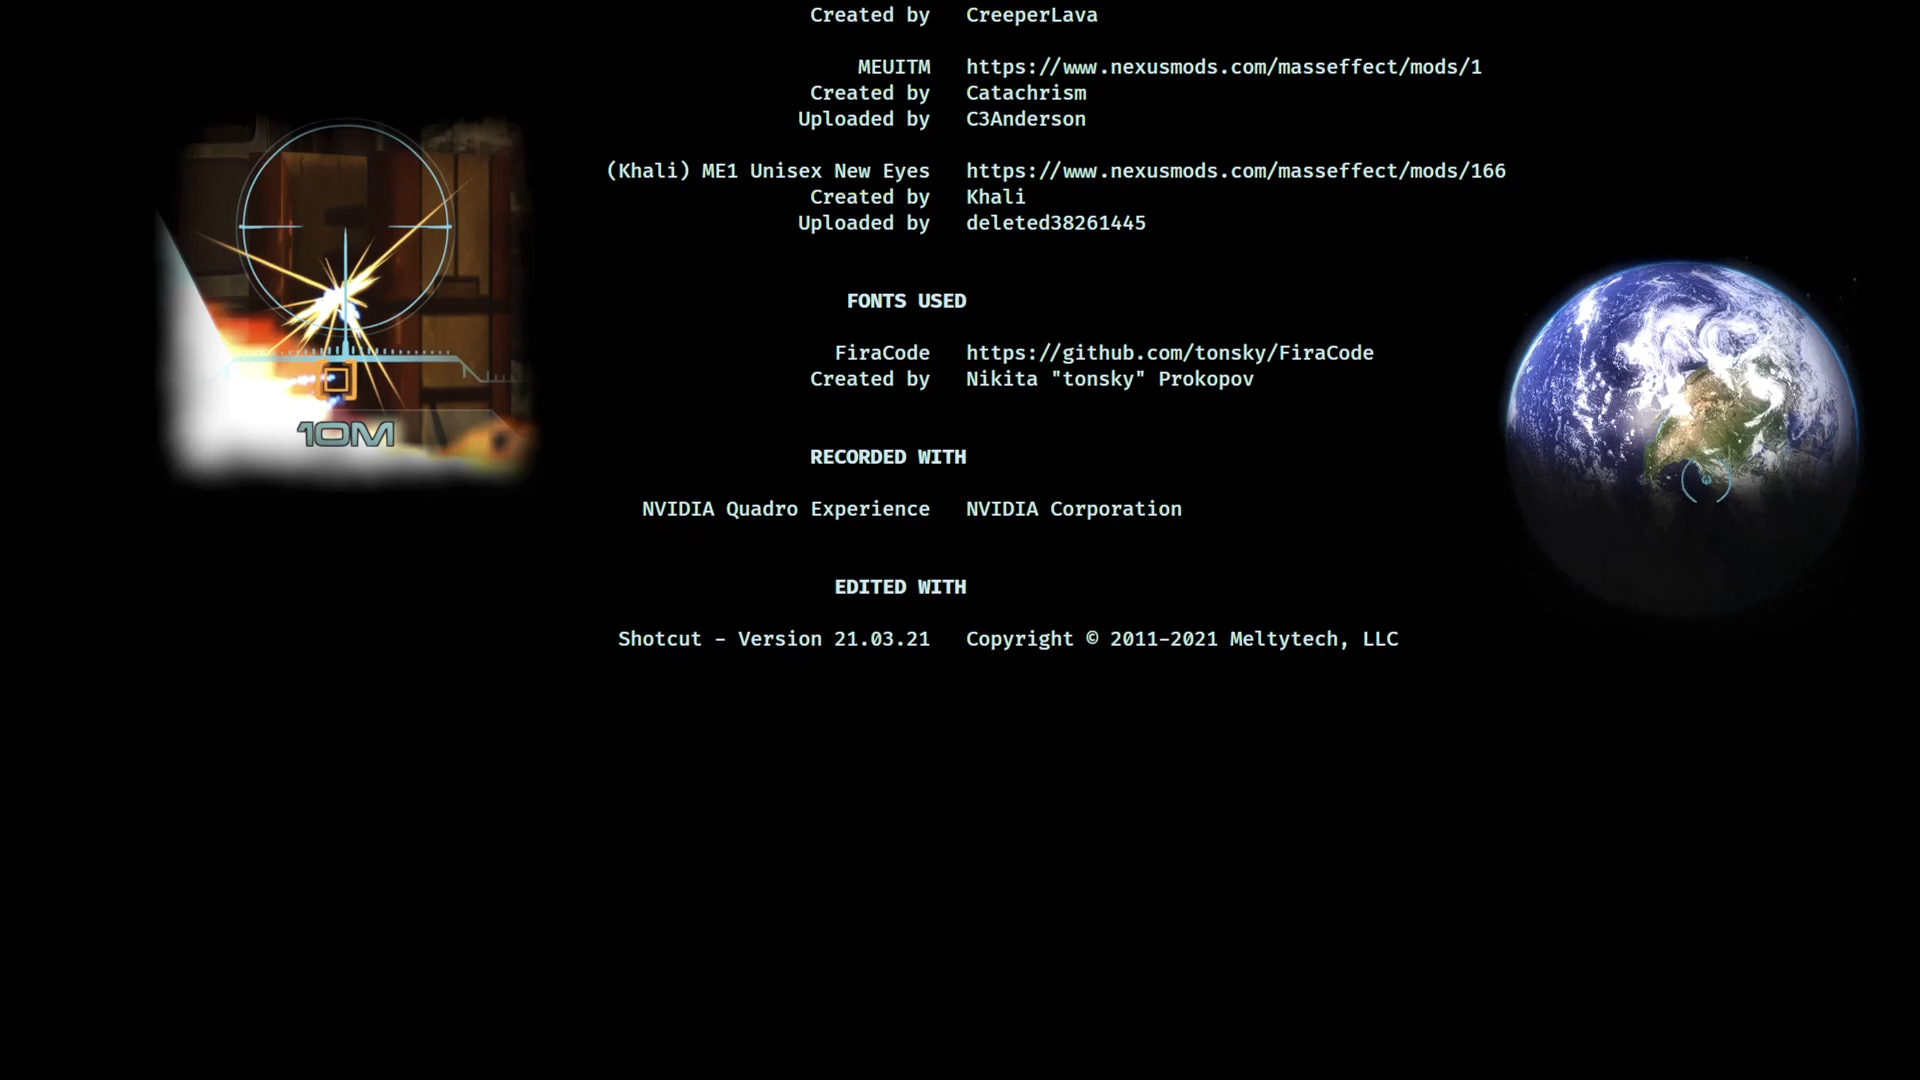 Created by CreeperLava
MEUITM https://www.nexusmods.com/masseffect/mods/1
Created by Catachrism
Uploaded by C3Anderson
(Khali) ME1 Unisex New Eyes https://www.nexusmods.com/masseffect/mods/166
Created by Khali
Uploaded by deleted38261445
FONTS USED
FiraCode https://github.com/tonsky/FiraCode
Created by Nikita "tonsky" Prokopov
RECORDED WITH
NVIDIA Quadro Experience NVIDIA Corporation
EDITED WITH
Shotcut - Version 21.03.21 Copyright © 2011-2021 Meltytech, LLC
10M